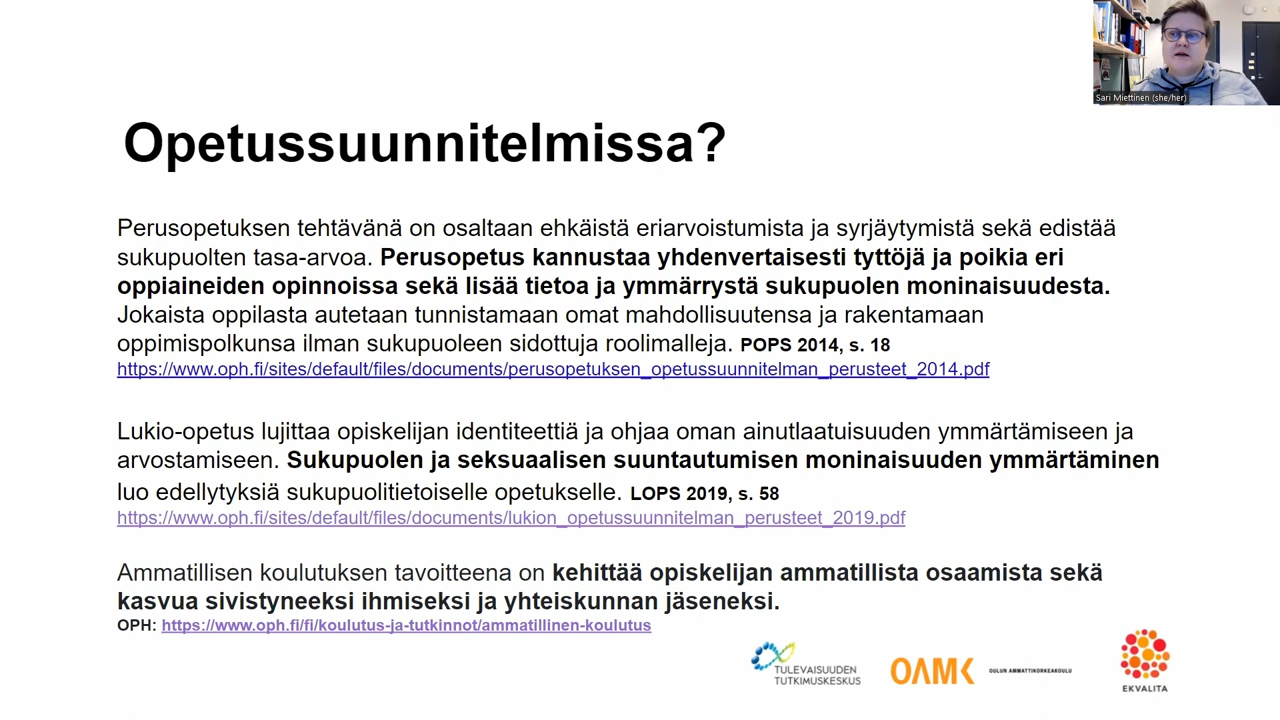 Sari Miettinen (she/her)
Opetussuunnitelmissa?
Perusopetuksen tehtävänä on osaltaan ehkäistä eriarvoistumista ja syrjäytymistä sekä edistää
sukupuolten tasa-arvoa. Perusopetus kannustaa yhdenvertaisesti tyttöjä ja poikia eri
oppiaineiden opinnoissa sekä lisää tietoa ja ymmärrystä sukupuolen moninaisuudesta.
Jokaista oppilasta autetaan tunnistamaan omat mahdollisuutensa ja rakentamaan
oppimispolkunsa ilman sukupuoleen sidottuja roolimalleja. POPS 2014, s. 18
https://www.oph.fi/sites/default/files/documents/perusopetuksen_opetussuunnitelman_perusteet_2014.pdf
Lukio-opetus lujittaa opiskelijan identiteettiä ja ohjaa oman ainutlaatuisuuden ymmärtämiseen ja
arvostamiseen. Sukupuolen ja seksuaalisen suuntautumisen moninaisuuden ymmärtäminen
luo edellytyksiä sukupuolitietoiselle opetukselle. LOPS 2019, s. 58
https://www.oph.fi/sites/default/files/documents/lukion_opetussuunnitelman_perusteet_2019.pdf
Ammatillisen koulutuksen tavoitteena on kehittää opiskelijan ammatillista osaamista sekä
kasvua sivistyneeksi ihmiseksi ja yhteiskunnan jäseneksi.
OPH: https://www.oph.fi/fi/koulutus-ja-tutkinnot/ammatillinen-koulutus
TULEVAISUUDEN
TUTKIMUSKESKUS
OAMK OULUN AMMATTIKORKEAKOULU
EKVALITA